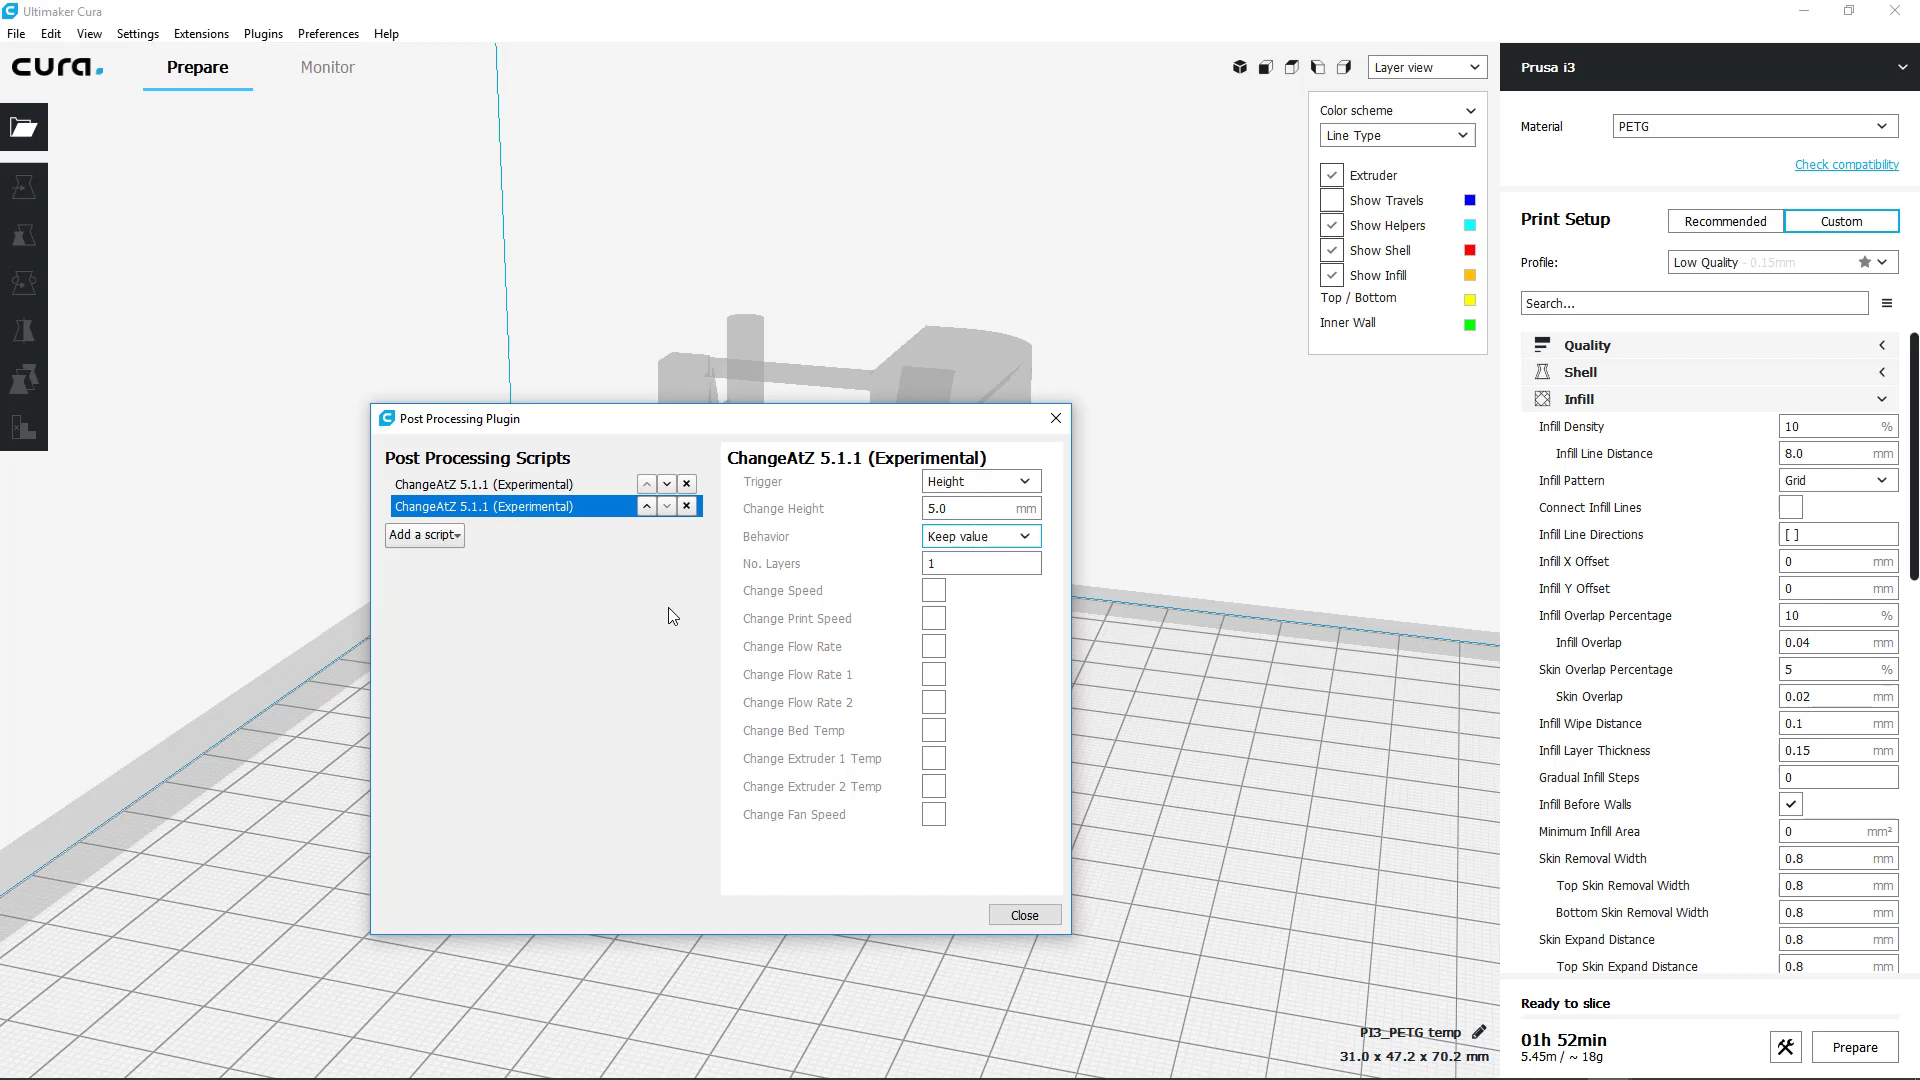 Ultimaker Cura
File Edit View Settings Extensions Plugins Preferences Help
cura.
Prepare
Monitor
Layer view
Prusa i3
Color scheme
Line Type
Extruder
Show Travels
Show Helpers
Show Shell
Show Infill
Top / Bottom
Inner Wall
Material
PETG
Check compatibility
Print Setup
Recommended
Custom
Profile:
Low Quality - 0.15mm
Search...
Quality
Shell
Infill
Infill Density 10 %
Infill Line Distance 8.0 mm
Infill Pattern Grid
Connect Infill Lines
Infill Line Directions [ ]
Infill X Offset 0 mm
Infill Y Offset 0 mm
Infill Overlap Percentage 10 %
Infill Overlap 0.04 mm
Skin Overlap Percentage 5 %
Skin Overlap 0.02 mm
Infill Wipe Distance 0.1 mm
Infill Layer Thickness 0.15 mm
Gradual Infill Steps 0
Infill Before Walls
Minimum Infill Area 0 mm²
Skin Removal Width 0.8 mm
Top Skin Removal Width 0.8 mm
Bottom Skin Removal Width 0.8 mm
Skin Expand Distance 0.8 mm
Top Skin Expand Distance 0.8 mm
Ready to slice
01h 52min
5.45m / ~ 18g
Prepare
Post Processing Plugin
Post Processing Scripts
ChangeAtZ 5.1.1 (Experimental)
ChangeAtZ 5.1.1 (Experimental)
Add a script
ChangeAtZ 5.1.1 (Experimental)
Trigger Height
Change Height 5.0 mm
Behavior Keep value
No. Layers 1
Change Speed
Change Print Speed
Change Flow Rate
Change Flow Rate 1
Change Flow Rate 2
Change Bed Temp
Change Extruder 1 Temp
Change Extruder 2 Temp
Change Fan Speed
Close
PI3_PETG temp
31.0 x 47.2 x 70.2 mm